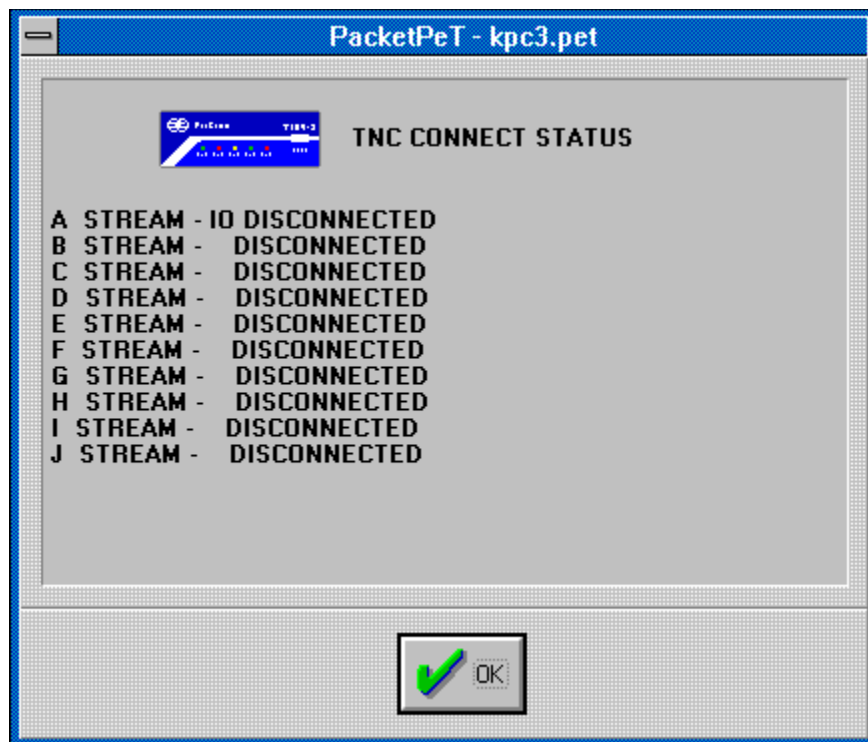 PacketPeT - kpc3.pet
TNC CONNECT STATUS
A STREAM - IO DISCONNECTED
B STREAM - DISCONNECTED
C STREAM - DISCONNECTED
D STREAM - DISCONNECTED
E STREAM - DISCONNECTED
F STREAM - DISCONNECTED
G STREAM - DISCONNECTED
H STREAM - DISCONNECTED
I STREAM - DISCONNECTED
J STREAM - DISCONNECTED
OK